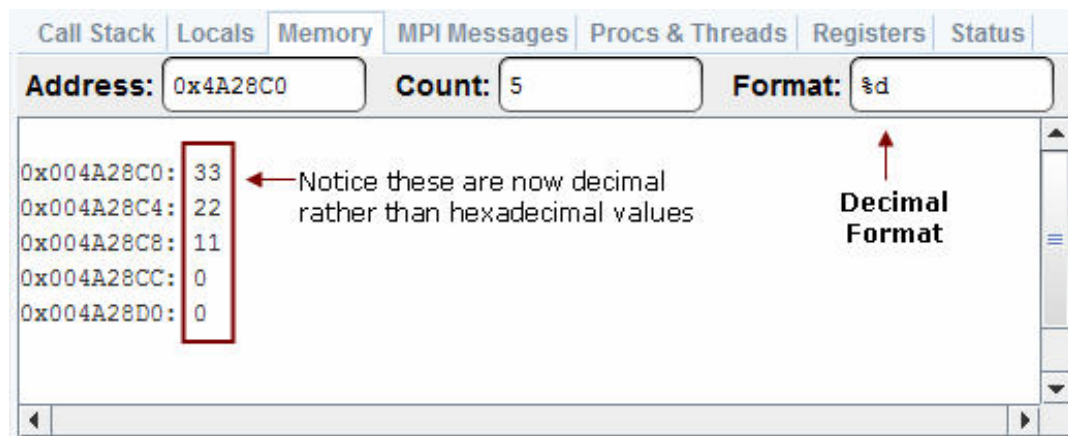 Call Stack Locals Memory MPI Messages Procs & Threads Registers Status
Address: 0x4A28C0 Count: 5 Format: %d
0x004A28C0: 33
0x004A28C4: 22
0x004A28C8: 11
0x004A28CC: 0
0x004A28D0: 0
Notice these are now decimal
rather than hexadecimal values
Decimal
Format